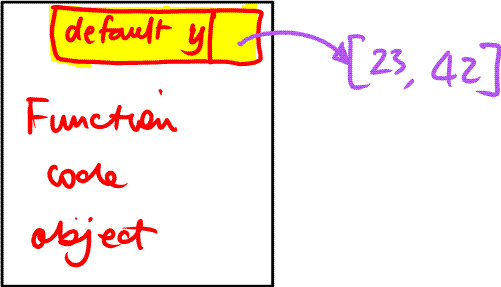 default y
[23, 42]
Function
code
object